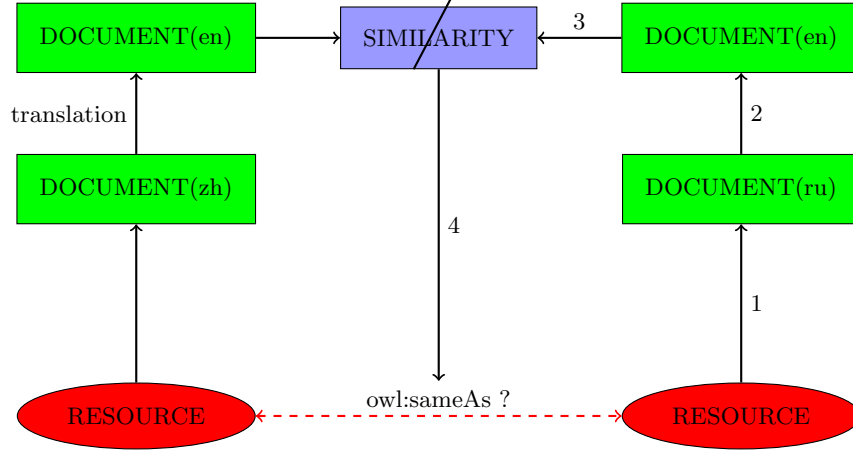 DOCUMENT(en)
SIMILARITY
3
DOCUMENT(en)
translation
2
DOCUMENT(zh)
DOCUMENT(ru)
4
1
owl:sameAs ?
RESOURCE
RESOURCE